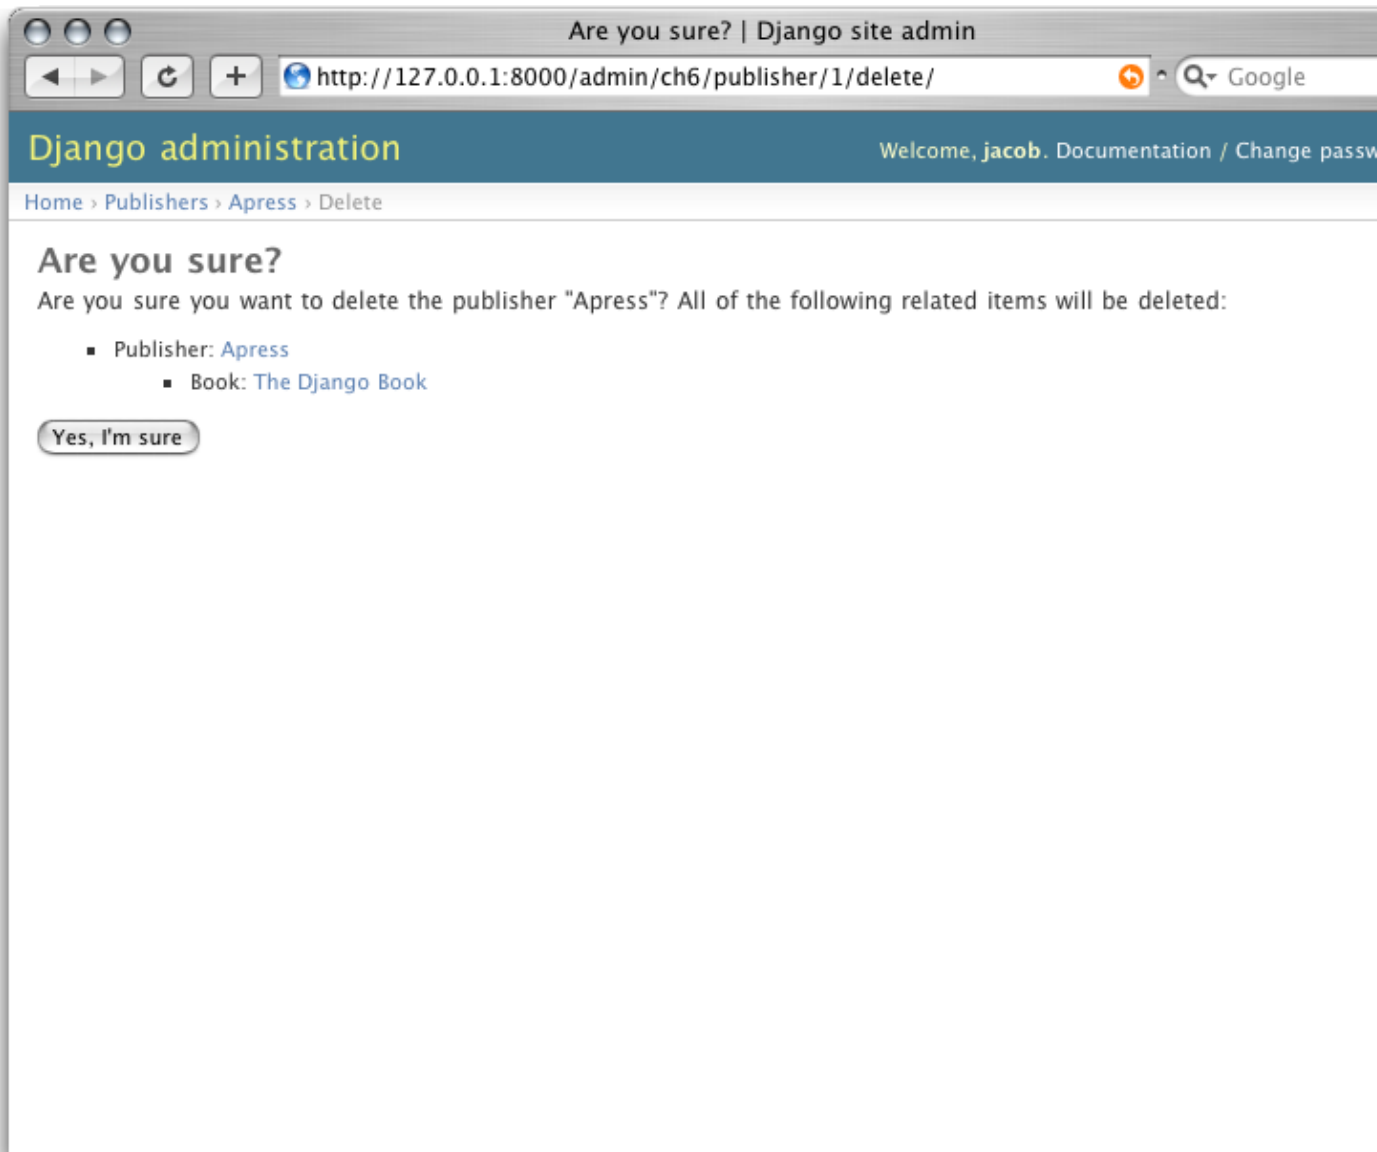 Are you sure? | Django site admin
http://127.0.0.1:8000/admin/ch6/publisher/1/delete/
Google
Django administration
Welcome, jacob. Documentation / Change passw
Home › Publishers › Apress › Delete
Are you sure?
Are you sure you want to delete the publisher "Apress"? All of the following related items will be deleted:
▪ Publisher: Apress
▪ Book: The Django Book
Yes, I'm sure